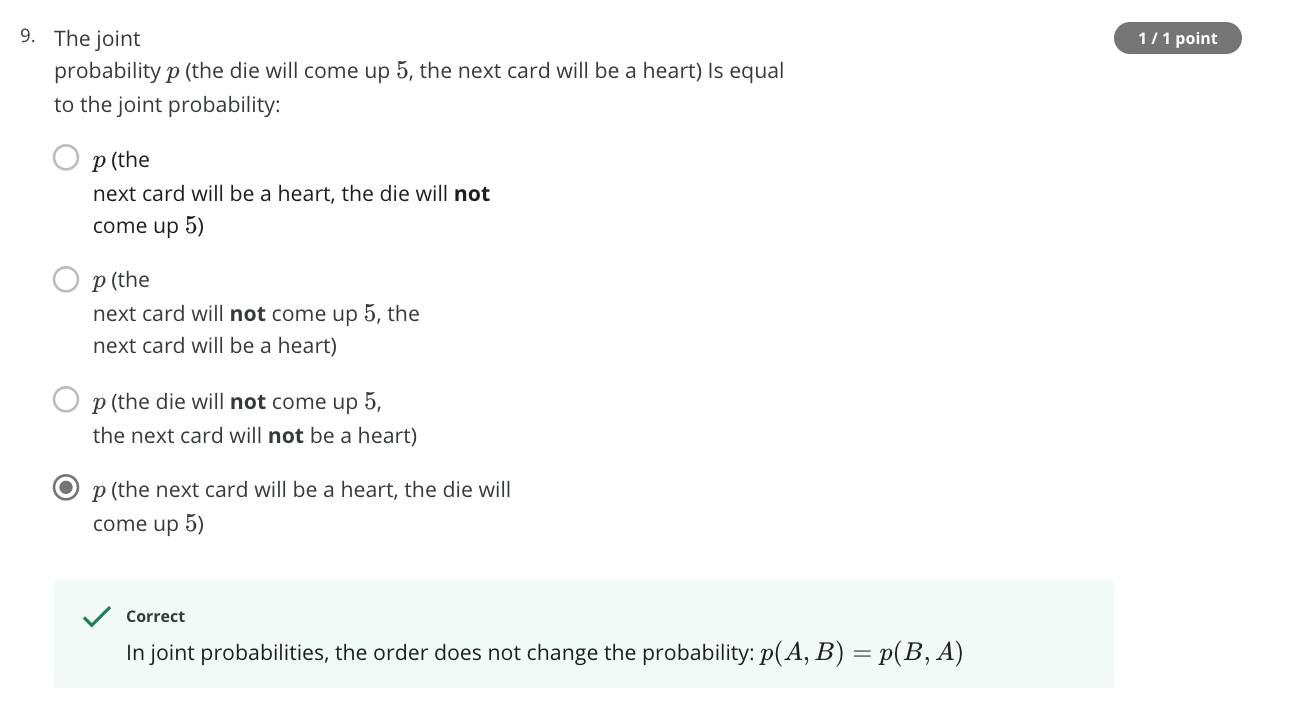 9. The joint
1 / 1 point
probability p (the die will come up 5, the next card will be a heart) Is equal
to the joint probability:
p (the
next card will be a heart, the die will not
come up 5)
p (the
next card will not come up 5, the
next card will be a heart)
p (the die will not come up 5,
the next card will not be a heart)
p (the next card will be a heart, the die will
come up 5)
Correct
In joint probabilities, the order does not change the probability: p(A, B) = p(B, A)